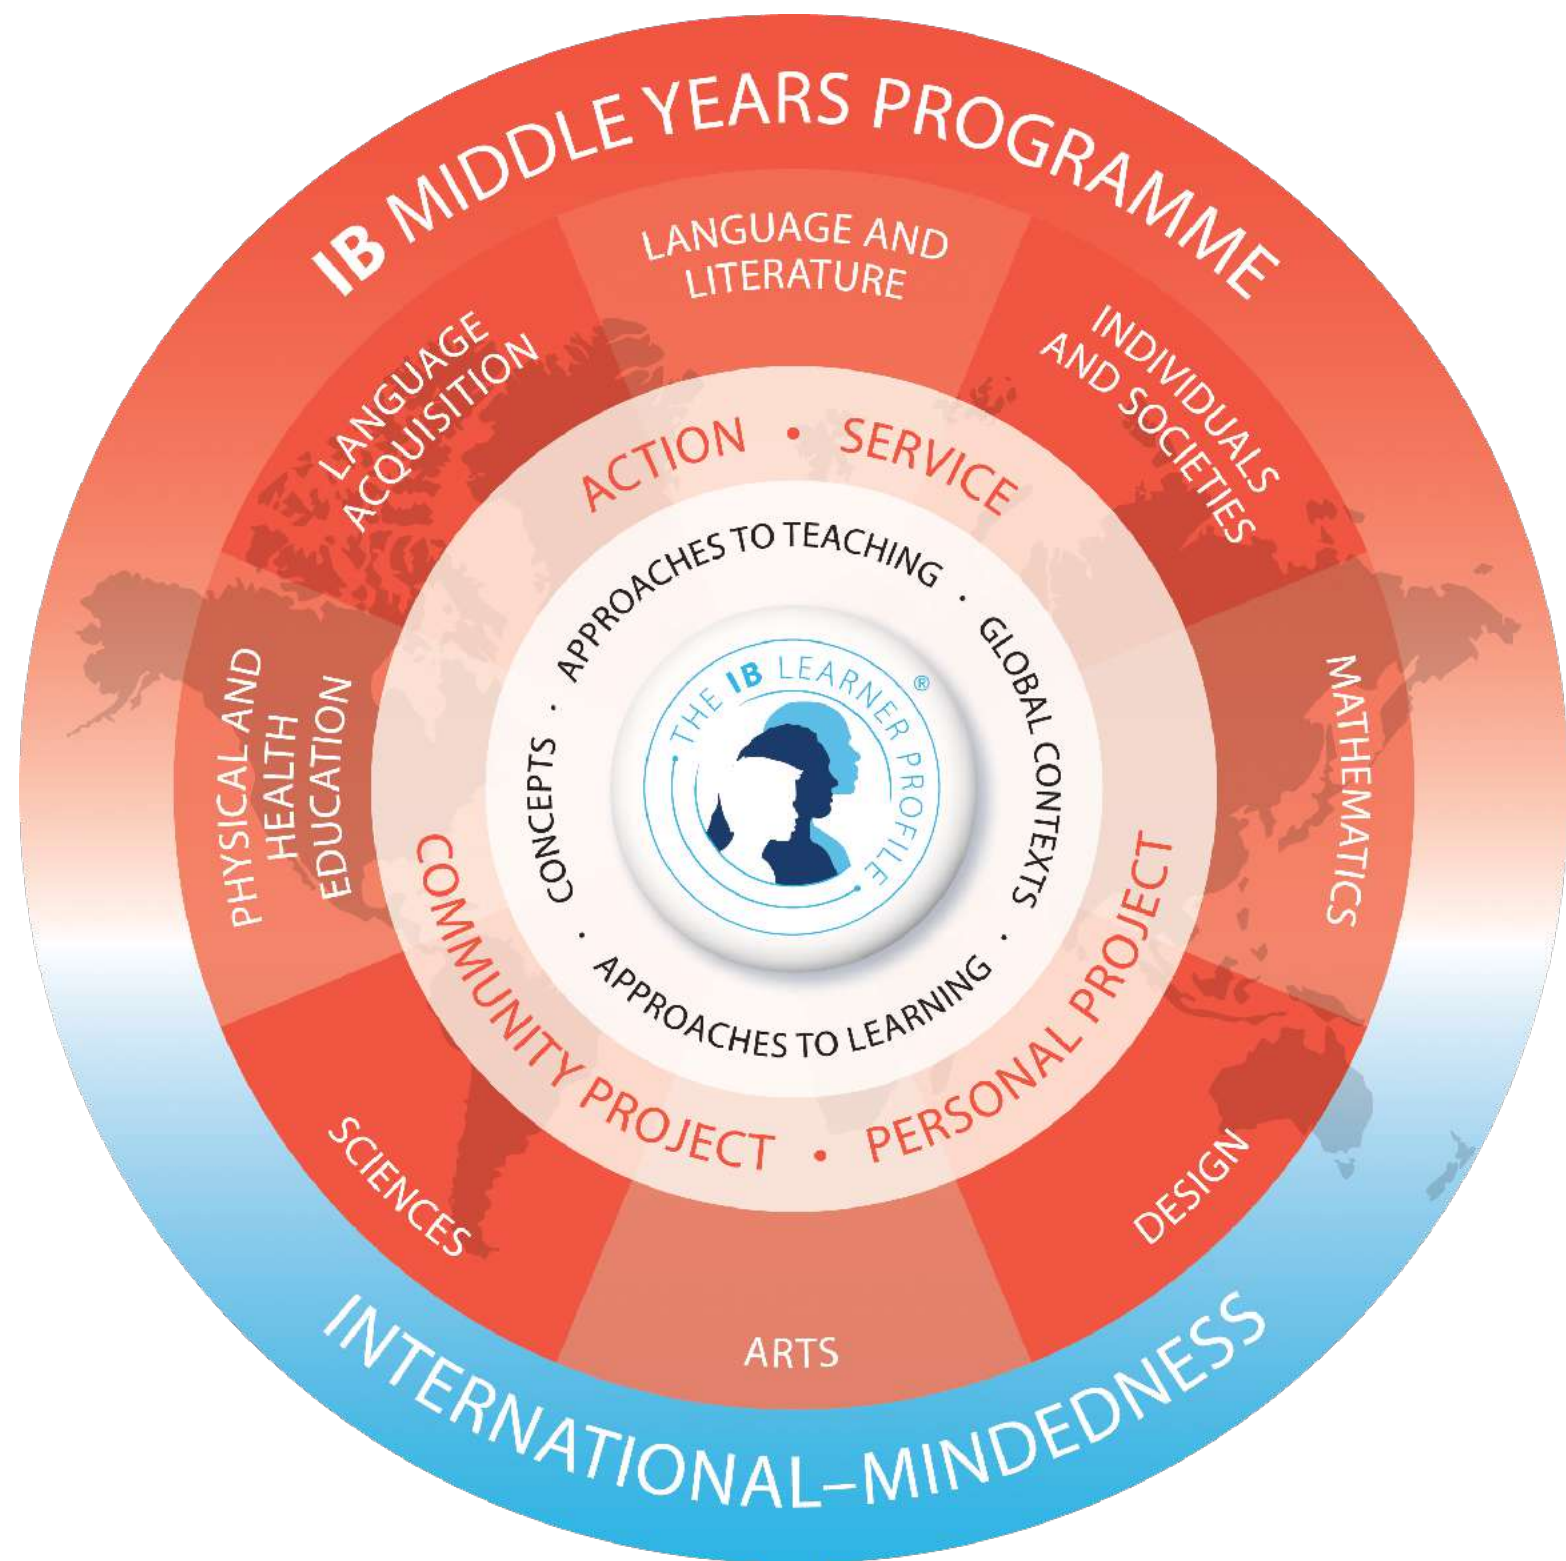 IB MIDDLE YEARS PROGRAMME
LANGUAGE AND
LITERATURE
INDIVIDUALS
AND SOCIETIES
MATHEMATICS
DESIGN
ARTS
SCIENCES
PHYSICAL AND
HEALTH
EDUCATION
LANGUAGE
ACQUISITION
ACTION • SERVICE
COMMUNITY PROJECT • PERSONAL PROJECT
APPROACHES TO TEACHING · GLOBAL CONTEXTS ·
CONCEPTS · APPROACHES TO LEARNING
THE IB LEARNER PROFILE ®
INTERNATIONAL–MINDEDNESS